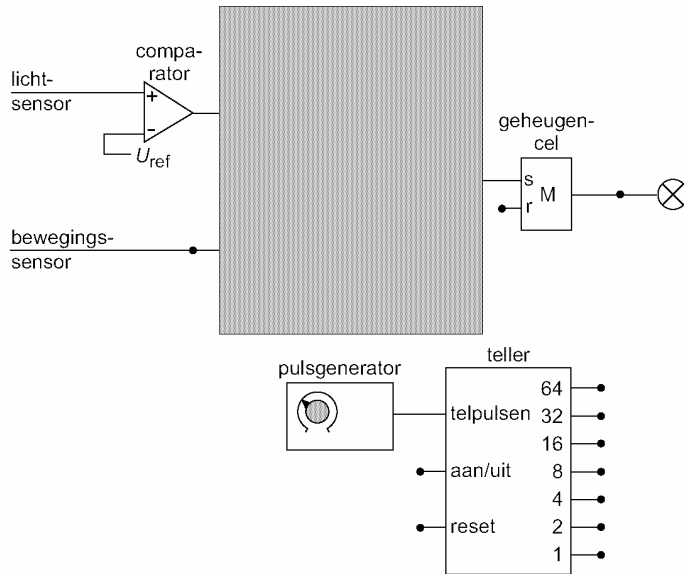 compa-
rator
licht-
sensor
+
-
U ref
geheugen-
cel
s
M
r
bewegings-
sensor
teller
pulsgenerator
64
telpulsen
32
16
aan/uit
8
4
reset
2
1